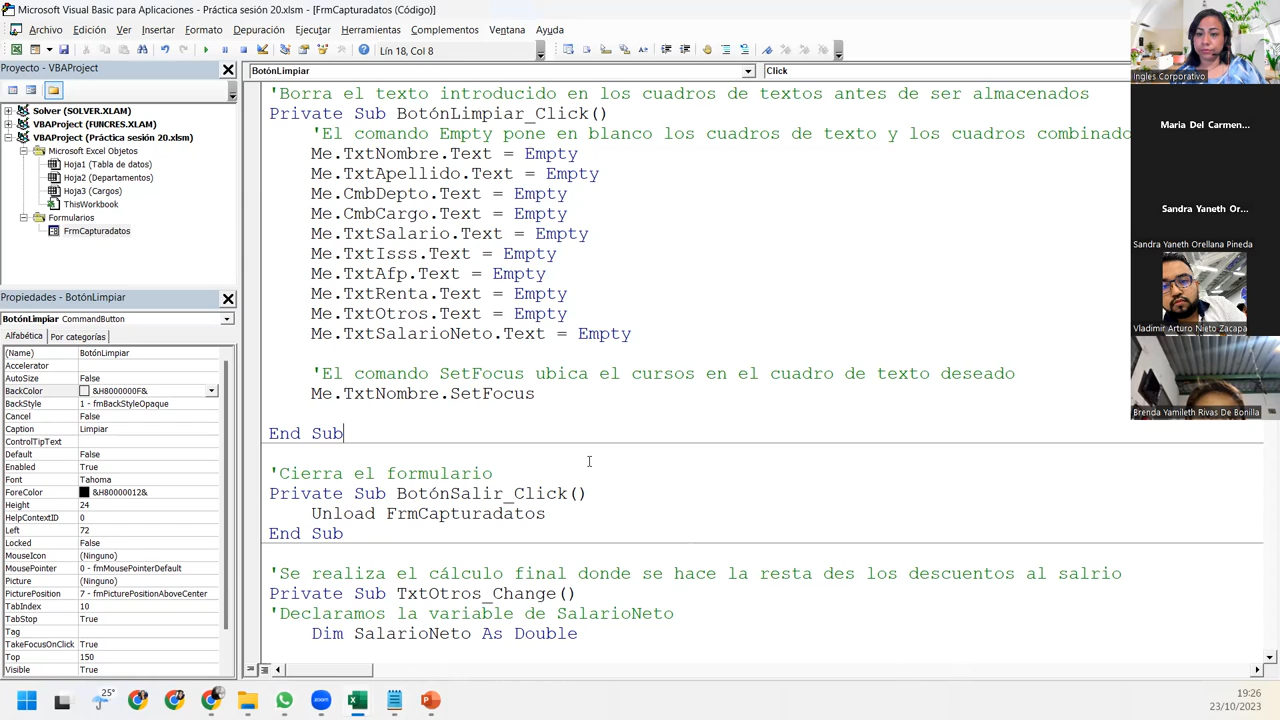 Microsoft Visual Basic para Aplicaciones - Práctica sesión 20.xlsm - [FrmCapturadatos (Código)]
Archivo Edición Ver Insertar Formato Depuración Ejecutar Herramientas Complementos Ventana Ayuda
Lín 18, Col 8
Proyecto - VBAProject
Solver (SOLVER.XLAM)
VBAProject (FUNCRES.XLAM)
VBAProject (Práctica sesión 20.xlsm)
Microsoft Excel Objetos
Hoja1 (Tabla de datos)
Hoja2 (Departamentos)
Hoja3 (Cargos)
ThisWorkbook
Formularios
FrmCapturadatos
Propiedades - BotónLimpiar
BotónLimpiar CommandButton
Alfabética Por categorías
(Name) BotónLimpiar
Accelerator
AutoSize False
BackColor &H8000000F&
BackStyle 1 - fmBackStyleOpaque
Cancel False
Caption Limpiar
ControlTipText
Default False
Enabled True
Font Tahoma
ForeColor &H80000012&
Height 24
HelpContextID 0
Left 72
Locked False
MouseIcon (Ninguno)
MousePointer 0 - fmMousePointerDefault
Picture (Ninguno)
PicturePosition 7 - fmPicturePositionAboveCenter
TabIndex 10
TabStop True
Tag
TakeFocusOnClick True
Top 150
Visible True
BotónLimpiar Click
'Borra el texto introducido en los cuadros de textos antes de ser almacenados
Private Sub BotónLimpiar_Click()
'El comando Empty pone en blanco los cuadros de texto y los cuadros combinado
Me.TxtNombre.Text = Empty
Me.TxtApellido.Text = Empty
Me.CmbDepto.Text = Empty
Me.CmbCargo.Text = Empty
Me.TxtSalario.Text = Empty
Me.TxtIsss.Text = Empty
Me.TxtAfp.Text = Empty
Me.TxtRenta.Text = Empty
Me.TxtOtros.Text = Empty
Me.TxtSalarioNeto.Text = Empty
'El comando SetFocus ubica el cursos en el cuadro de texto deseado
Me.TxtNombre.SetFocus
End Sub
'Cierra el formulario
Private Sub BotónSalir_Click()
Unload FrmCapturadatos
End Sub
'Se realiza el cálculo final donde se hace la resta des los descuentos al salrio
Private Sub TxtOtros_Change()
'Declaramos la variable de SalarioNeto
Dim SalarioNeto As Double
Ingles Corporativo
Maria Del Carmen...
Sandra Yaneth Or...
Sandra Yaneth Orellana Pineda
Vladimir Arturo Nieto Zacapa
Brenda Yamileth Rivas De Bonilla
25°
zoom
19:26
23/10/2023